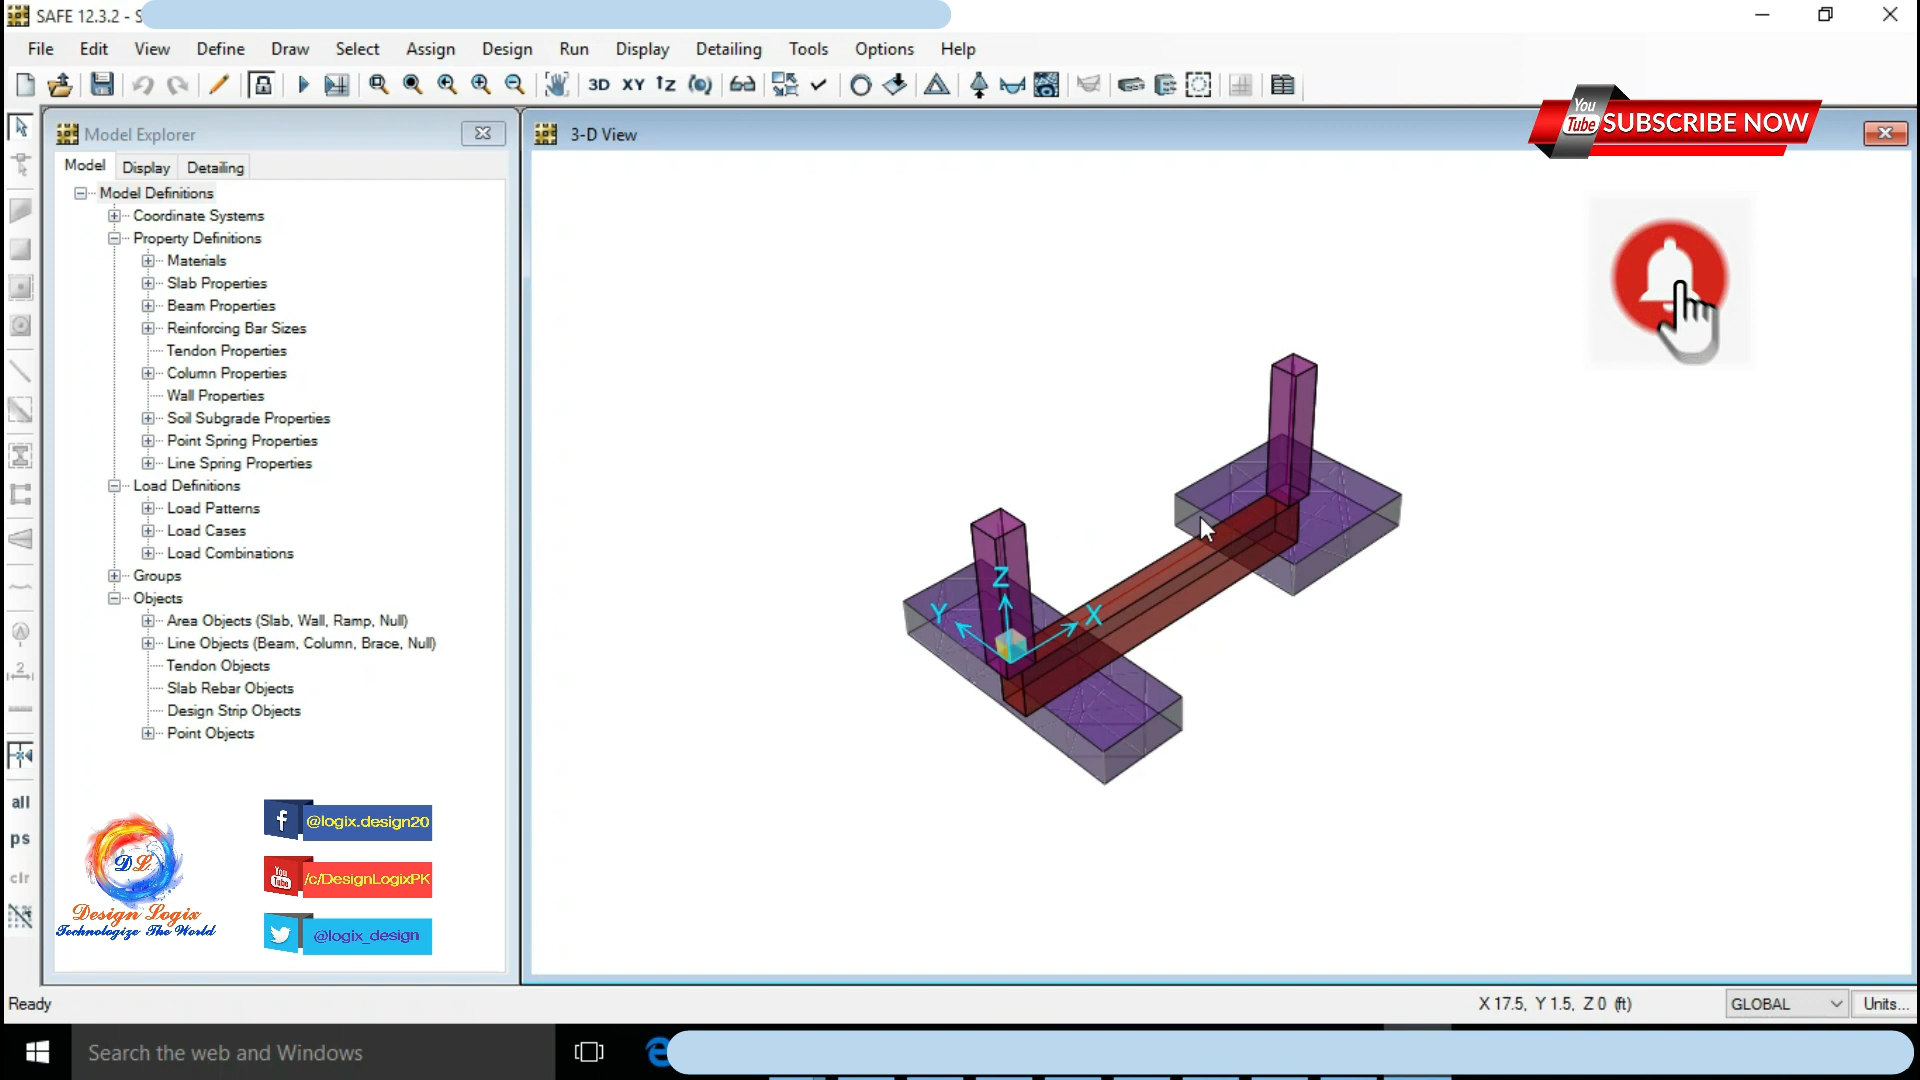 SAFE 12.3.2 - S
File Edit View Define Draw Select Assign Design Run Display Detailing Tools Options Help
3D XY
Model Explorer
3-D View
You Tube SUBSCRIBE NOW
Model Display Detailing
Model Definitions
Coordinate Systems
Property Definitions
Materials
Slab Properties
Beam Properties
Reinforcing Bar Sizes
Tendon Properties
Column Properties
Wall Properties
Soil Subgrade Properties
Point Spring Properties
Line Spring Properties
Load Definitions
Load Patterns
Load Cases
Load Combinations
Groups
Objects
Area Objects (Slab, Wall, Ramp, Null)
Line Objects (Beam, Column, Brace, Null)
Tendon Objects
Slab Rebar Objects
Design Strip Objects
Point Objects
Z
Y
X
all
ps
clr
DL
Design Logix
Technologize The World
@logix.design20
You Tube /c/DesignLogixPK
@logix_design
Ready
X 17.5, Y 1.5, Z 0 (ft)
GLOBAL
Units...
Search the web and Windows